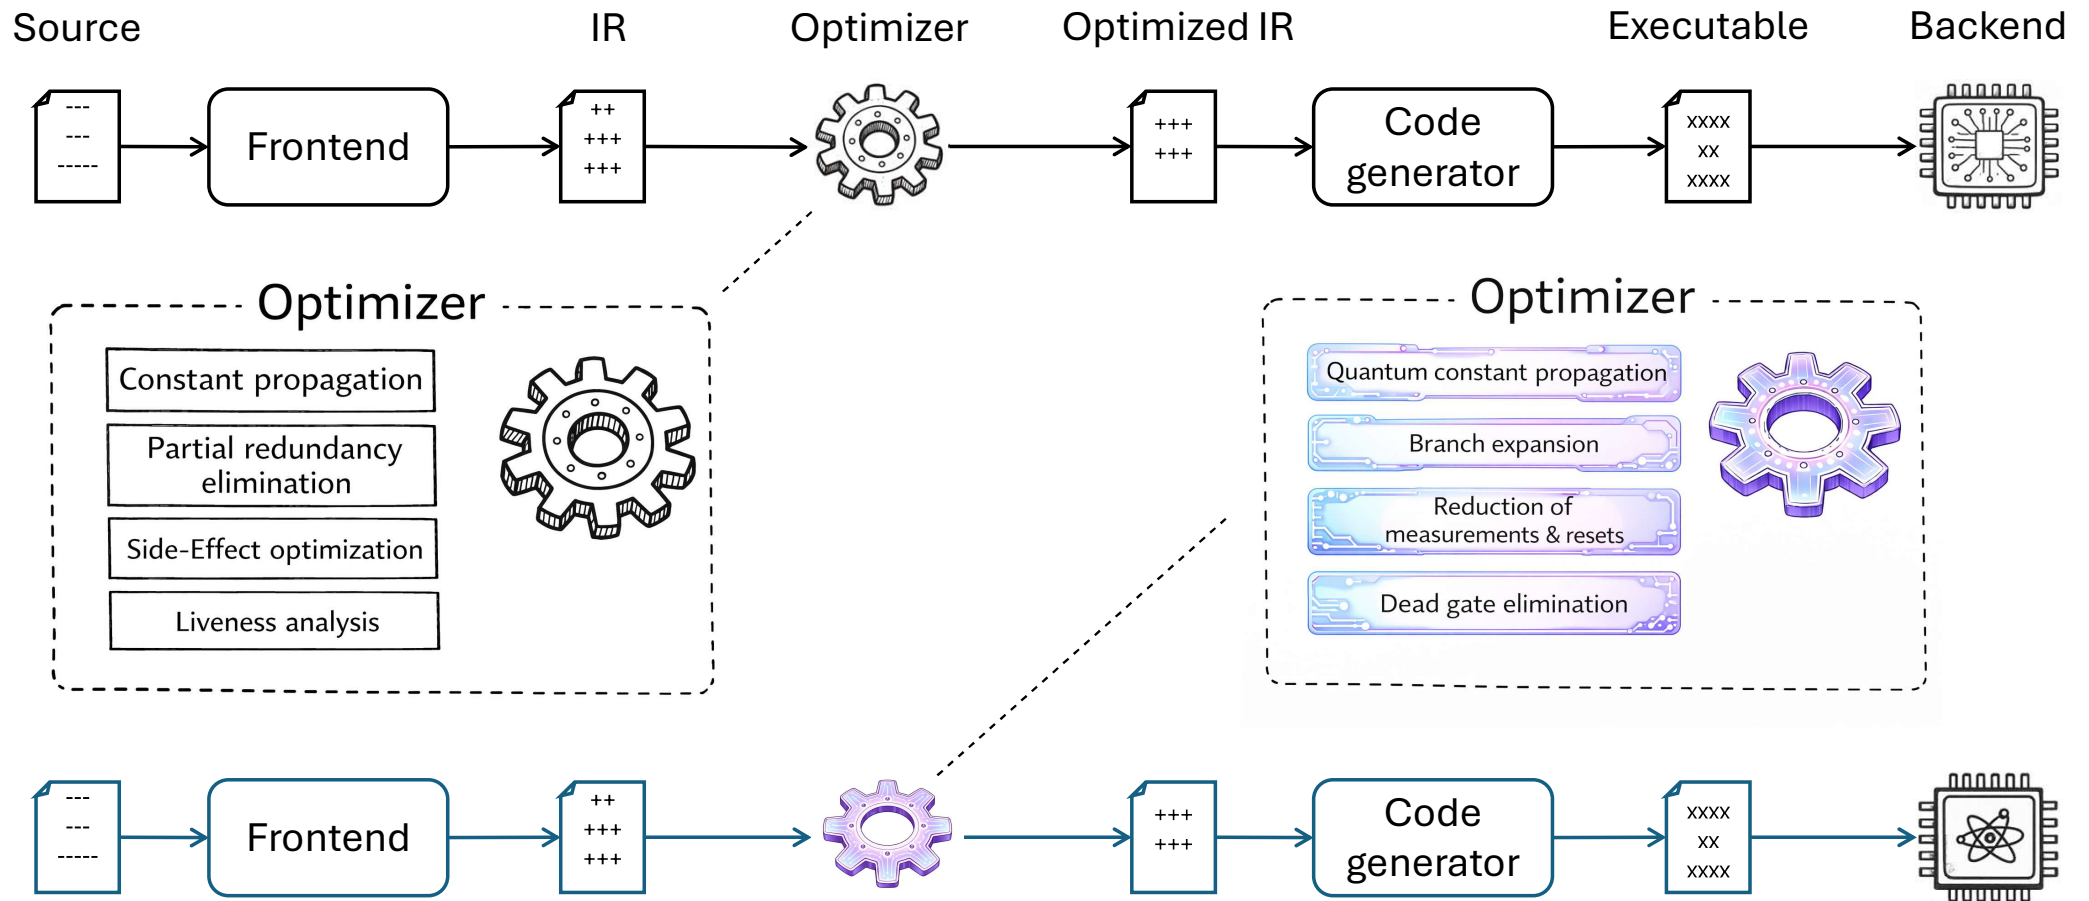 Source
IR
Optimizer
Optimized IR
Executable
Backend
---
---
-----
Frontend
++
+++
+++
+++
+++
Code
generator
xxxx
xx
xxxx
Optimizer
Constant propagation
Partial redundancy
elimination
Side-Effect optimization
Liveness analysis
Optimizer
Quantum constant propagation
Branch expansion
Reduction of
measurements & resets
Dead gate elimination
---
---
-----
Frontend
++
+++
+++
+++
+++
Code
generator
xxxx
xx
xxxx